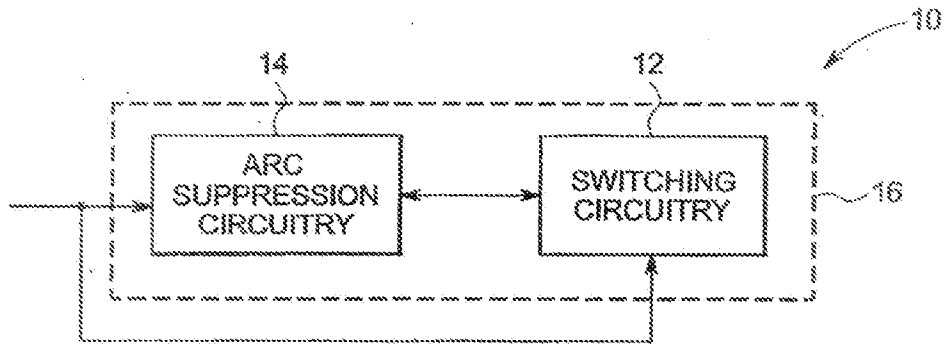 10
14
12
ARC
SUPPRESSION
CIRCUITRY
SWITCHING
CIRCUITRY
16